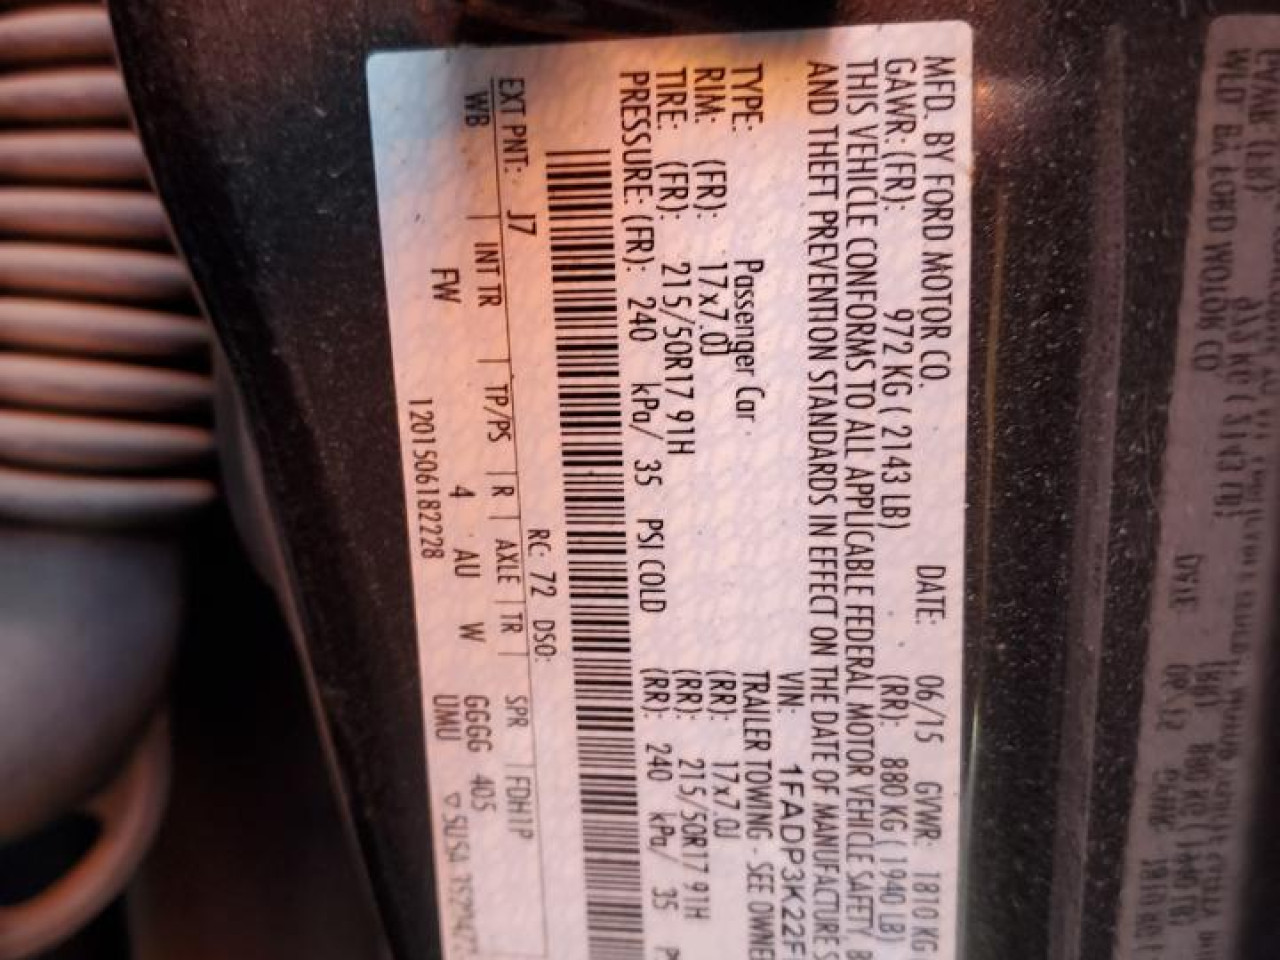 MFD. BY FORD MOTOR CO. DATE: 06/15 GVWR: 1810 KG
GAWR: (FR): 972 KG ( 2143 LB) (RR): 880 KG ( 1940 LB)
THIS VEHICLE CONFORMS TO ALL APPLICABLE FEDERAL MOTOR VEHICLE SAFETY, B
AND THEFT PREVENTION STANDARDS IN EFFECT ON THE DATE OF MANUFACTURE S
VIN: 1FADP3K22F
TYPE: Passenger Car TRAILER TOWING - SEE OWNE
RIM: (FR): 17x7.0J (RR): 17x7.0J
TIRE: (FR): 215/50R17 91H (RR): 215/50R17 91H
PRESSURE: (FR): 240 kPa/ 35 PSI COLD (RR): 240 kPa/ 35 P
RC: 72 DSO:
EXT PNT: J7
WB | INT TR | TP/PS | R | AXLE | TR | SPR | FDH1P
FW 4 AU W GGGG 405
120150618228 UMU